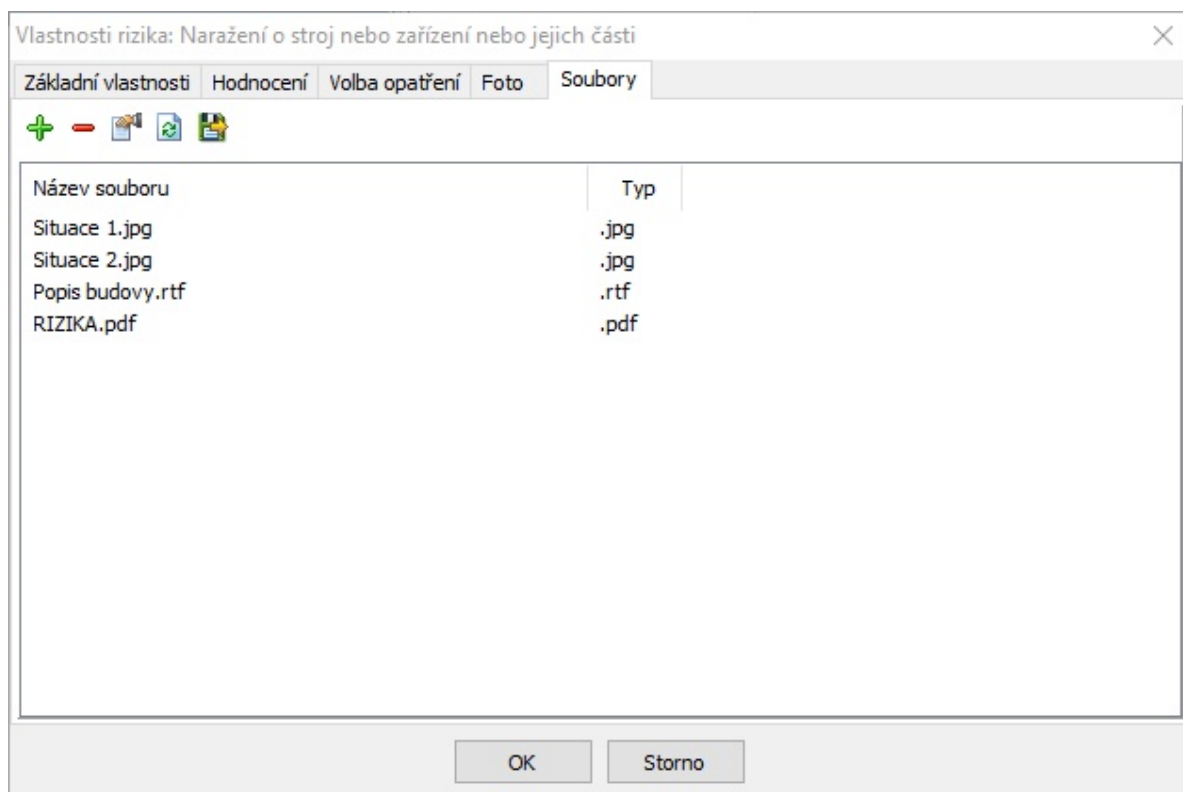 Vlastnosti rizika: Naražení o stroj nebo zařízení nebo jejich části
Základní vlastnosti Hodnocení Volba opatření Foto Soubory
Název souboru Typ
Situace 1.jpg .jpg
Situace 2.jpg .jpg
Popis budovy.rtf .rtf
RIZIKA.pdf .pdf
OK Storno